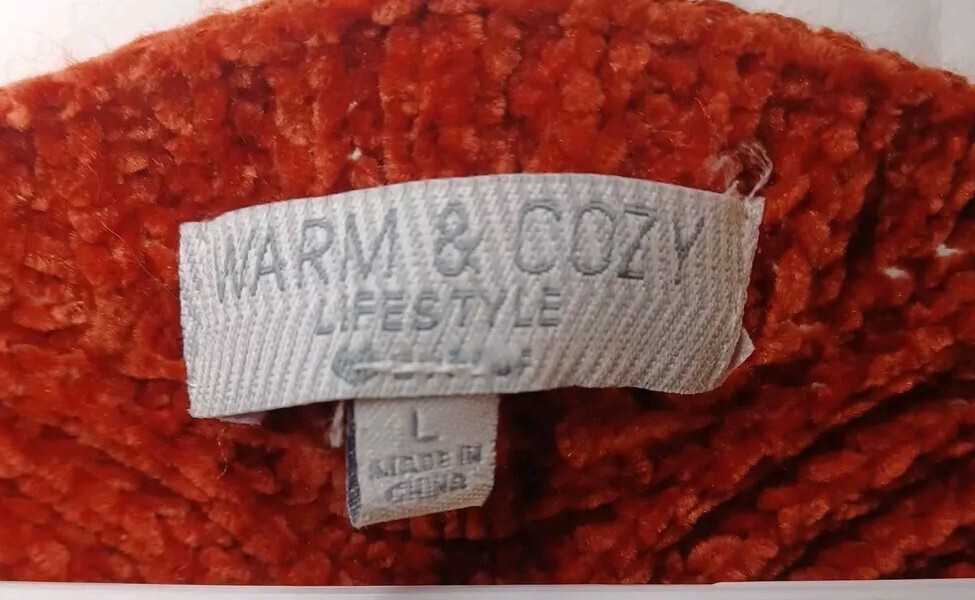 WARM & COZY
LIFESTYLE
L
MADE IN
CHINA